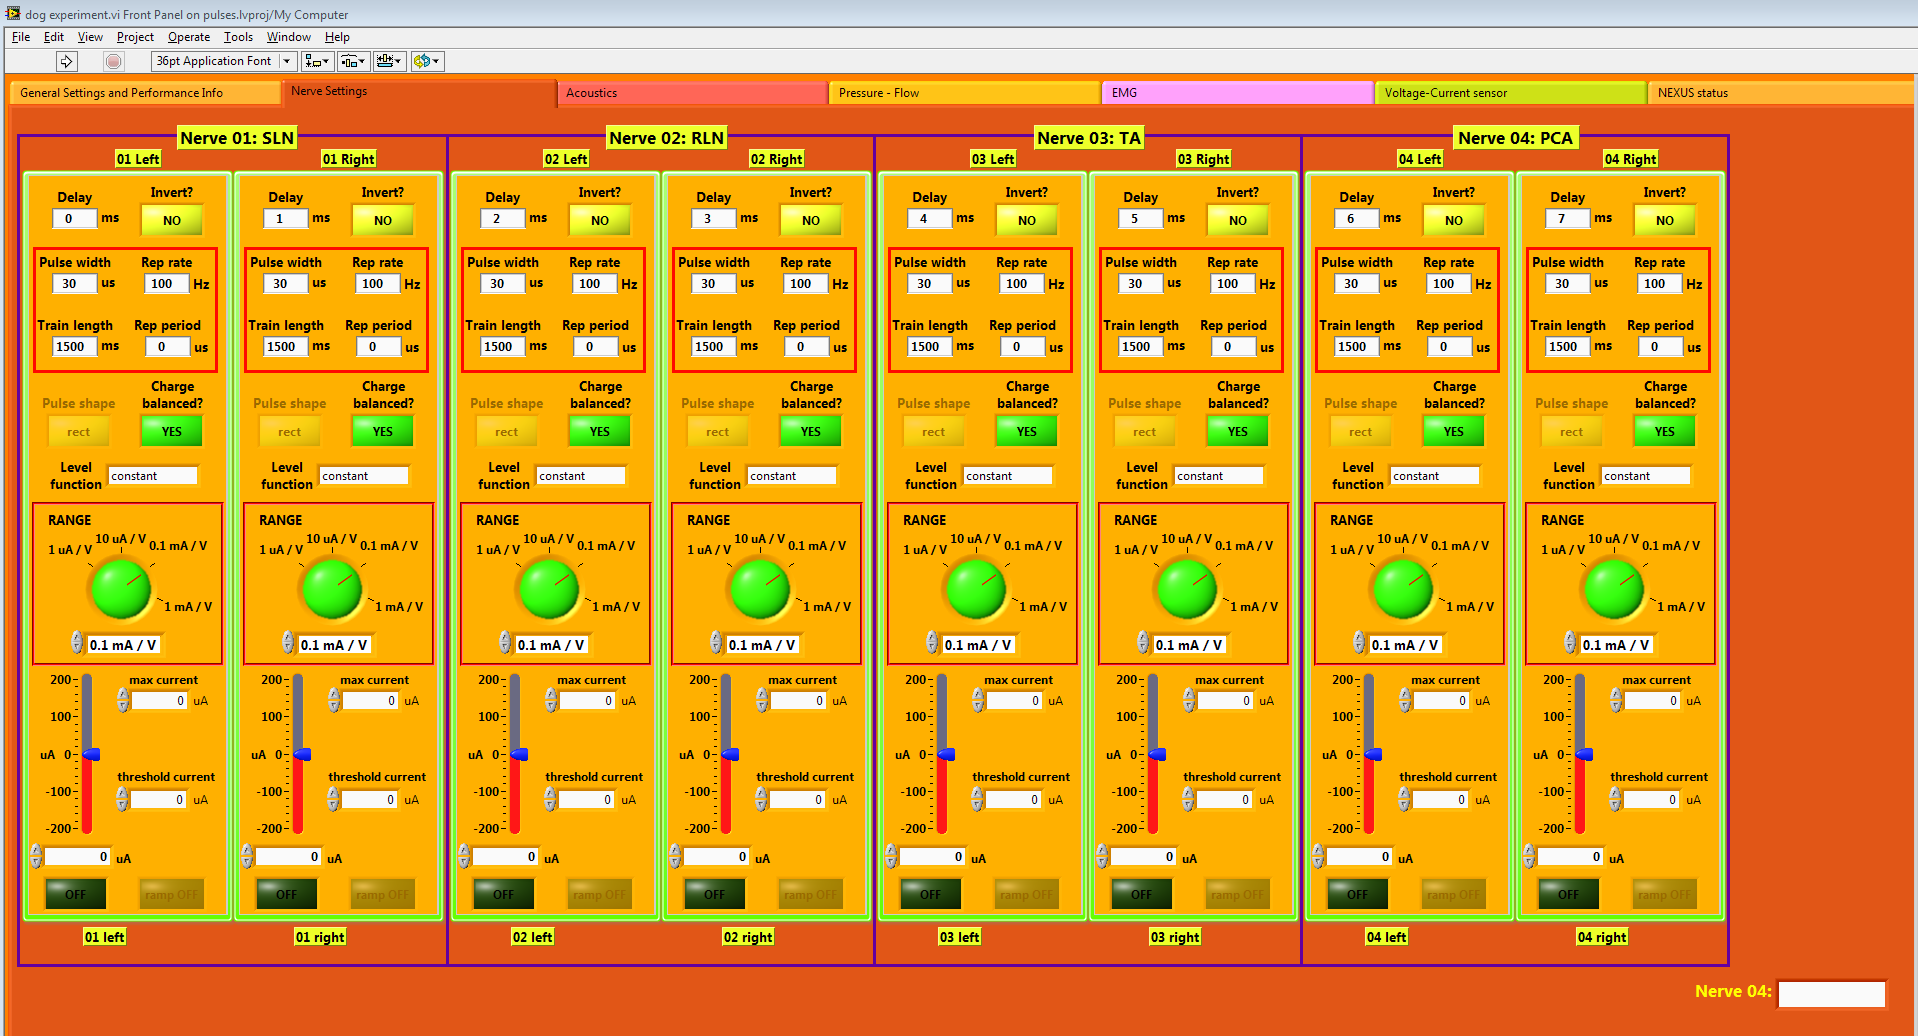 dog experiment.vi Front Panel on pulses.lvproj/My Computer
File Edit View Project Operate Tools Window Help
36pt Application Font
General Settings and Performance Info Nerve Settings Acoustics Pressure - Flow EMG Voltage-Current sensor NEXUS status
Nerve 01: SLN Nerve 02: RLN Nerve 03: TA Nerve 04: PCA
01 Left 01 Right 02 Left 02 Right 03 Left 03 Right 04 Left 04 Right
Delay Invert? Delay Invert? Delay Invert? Delay Invert? Delay Invert? Delay Invert? Delay Invert? Delay Invert?
0 ms NO 1 ms NO 2 ms NO 3 ms NO 4 ms NO 5 ms NO 6 ms NO 7 ms NO
Pulse width Rep rate Pulse width Rep rate Pulse width Rep rate Pulse width Rep rate Pulse width Rep rate Pulse width Rep rate Pulse width Rep rate Pulse width Rep rate
30 us 100 Hz 30 us 100 Hz 30 us 100 Hz 30 us 100 Hz 30 us 100 Hz 30 us 100 Hz 30 us 100 Hz 30 us 100 Hz
Train length Rep period Train length Rep period Train length Rep period Train length Rep period Train length Rep period Train length Rep period Train length Rep period Train length Rep period
1500 ms 0 us 1500 ms 0 us 1500 ms 0 us 1500 ms 0 us 1500 ms 0 us 1500 ms 0 us 1500 ms 0 us 1500 ms 0 us
Charge Charge Charge Charge Charge Charge Charge Charge
Pulse shape balanced? Pulse shape balanced? Pulse shape balanced? Pulse shape balanced? Pulse shape balanced? Pulse shape balanced? Pulse shape balanced? Pulse shape balanced?
rect YES rect YES rect YES rect YES rect YES rect YES rect YES rect YES
Level Level Level Level Level Level Level Level
function constant function constant function constant function constant function constant function constant function constant function constant
RANGE RANGE RANGE RANGE RANGE RANGE RANGE RANGE
1 uA / V 10 uA / V 0.1 mA / V 1 uA / V 10 uA / V 0.1 mA / V 1 uA / V 10 uA / V 0.1 mA / V 1 uA / V 10 uA / V 0.1 mA / V 1 uA / V 10 uA / V 0.1 mA / V 1 uA / V 10 uA / V 0.1 mA / V 1 uA / V 10 uA / V 0.1 mA / V 1 uA / V 10 uA / V 0.1 mA / V
1 mA / V 1 mA / V 1 mA / V 1 mA / V 1 mA / V 1 mA / V 1 mA / V 1 mA / V
0.1 mA / V 0.1 mA / V 0.1 mA / V 0.1 mA / V 0.1 mA / V 0.1 mA / V 0.1 mA / V 0.1 mA / V
200 max current 200 max current 200 max current 200 max current 200 max current 200 max current 200 max current 200 max current
0 uA 0 uA 0 uA 0 uA 0 uA 0 uA 0 uA 0 uA
100 100 100 100 100 100 100 100
uA 0 uA 0 uA 0 uA 0 uA 0 uA 0 uA 0 uA 0
threshold current threshold current threshold current threshold current threshold current threshold current threshold current threshold current
-100 0 uA -100 0 uA -100 0 uA -100 0 uA -100 0 uA -100 0 uA -100 0 uA -100 0 uA
-200 -200 -200 -200 -200 -200 -200 -200
0 uA 0 uA 0 uA 0 uA 0 uA 0 uA 0 uA 0 uA
OFF ramp OFF OFF ramp OFF OFF ramp OFF OFF ramp OFF OFF ramp OFF OFF ramp OFF OFF ramp OFF OFF ramp OFF
01 left 01 right 02 left 02 right 03 left 03 right 04 left 04 right
Nerve 04: